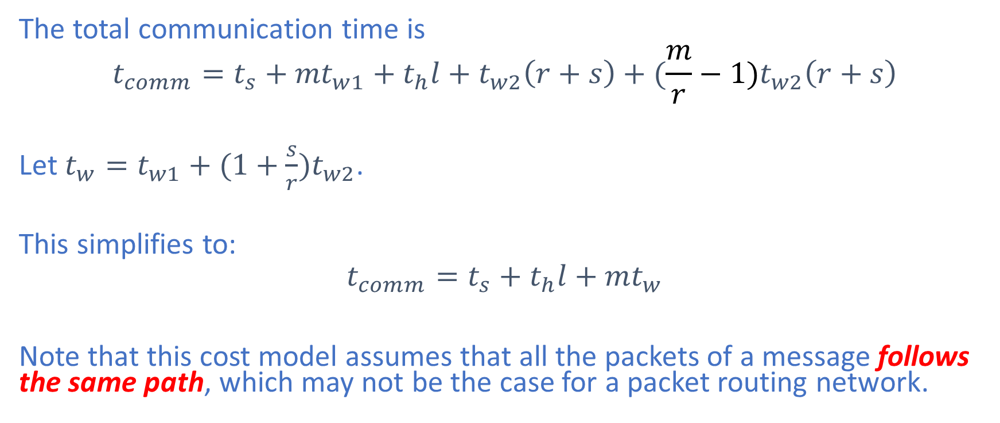 The total communication time is
t_{comm} = t_s + mt_{w1} + t_h l + t_{w2}(r + s) + (\frac{m}{r} − 1)t_{w2}(r + s)
Let t_w = t_{w1} + (1 + \frac{s}{r})t_{w2}.
This simplifies to:
t_{comm} = t_s + t_h l + mt_w
Note that this cost model assumes that all the packets of a message follows
the same path, which may not be the case for a packet routing network.